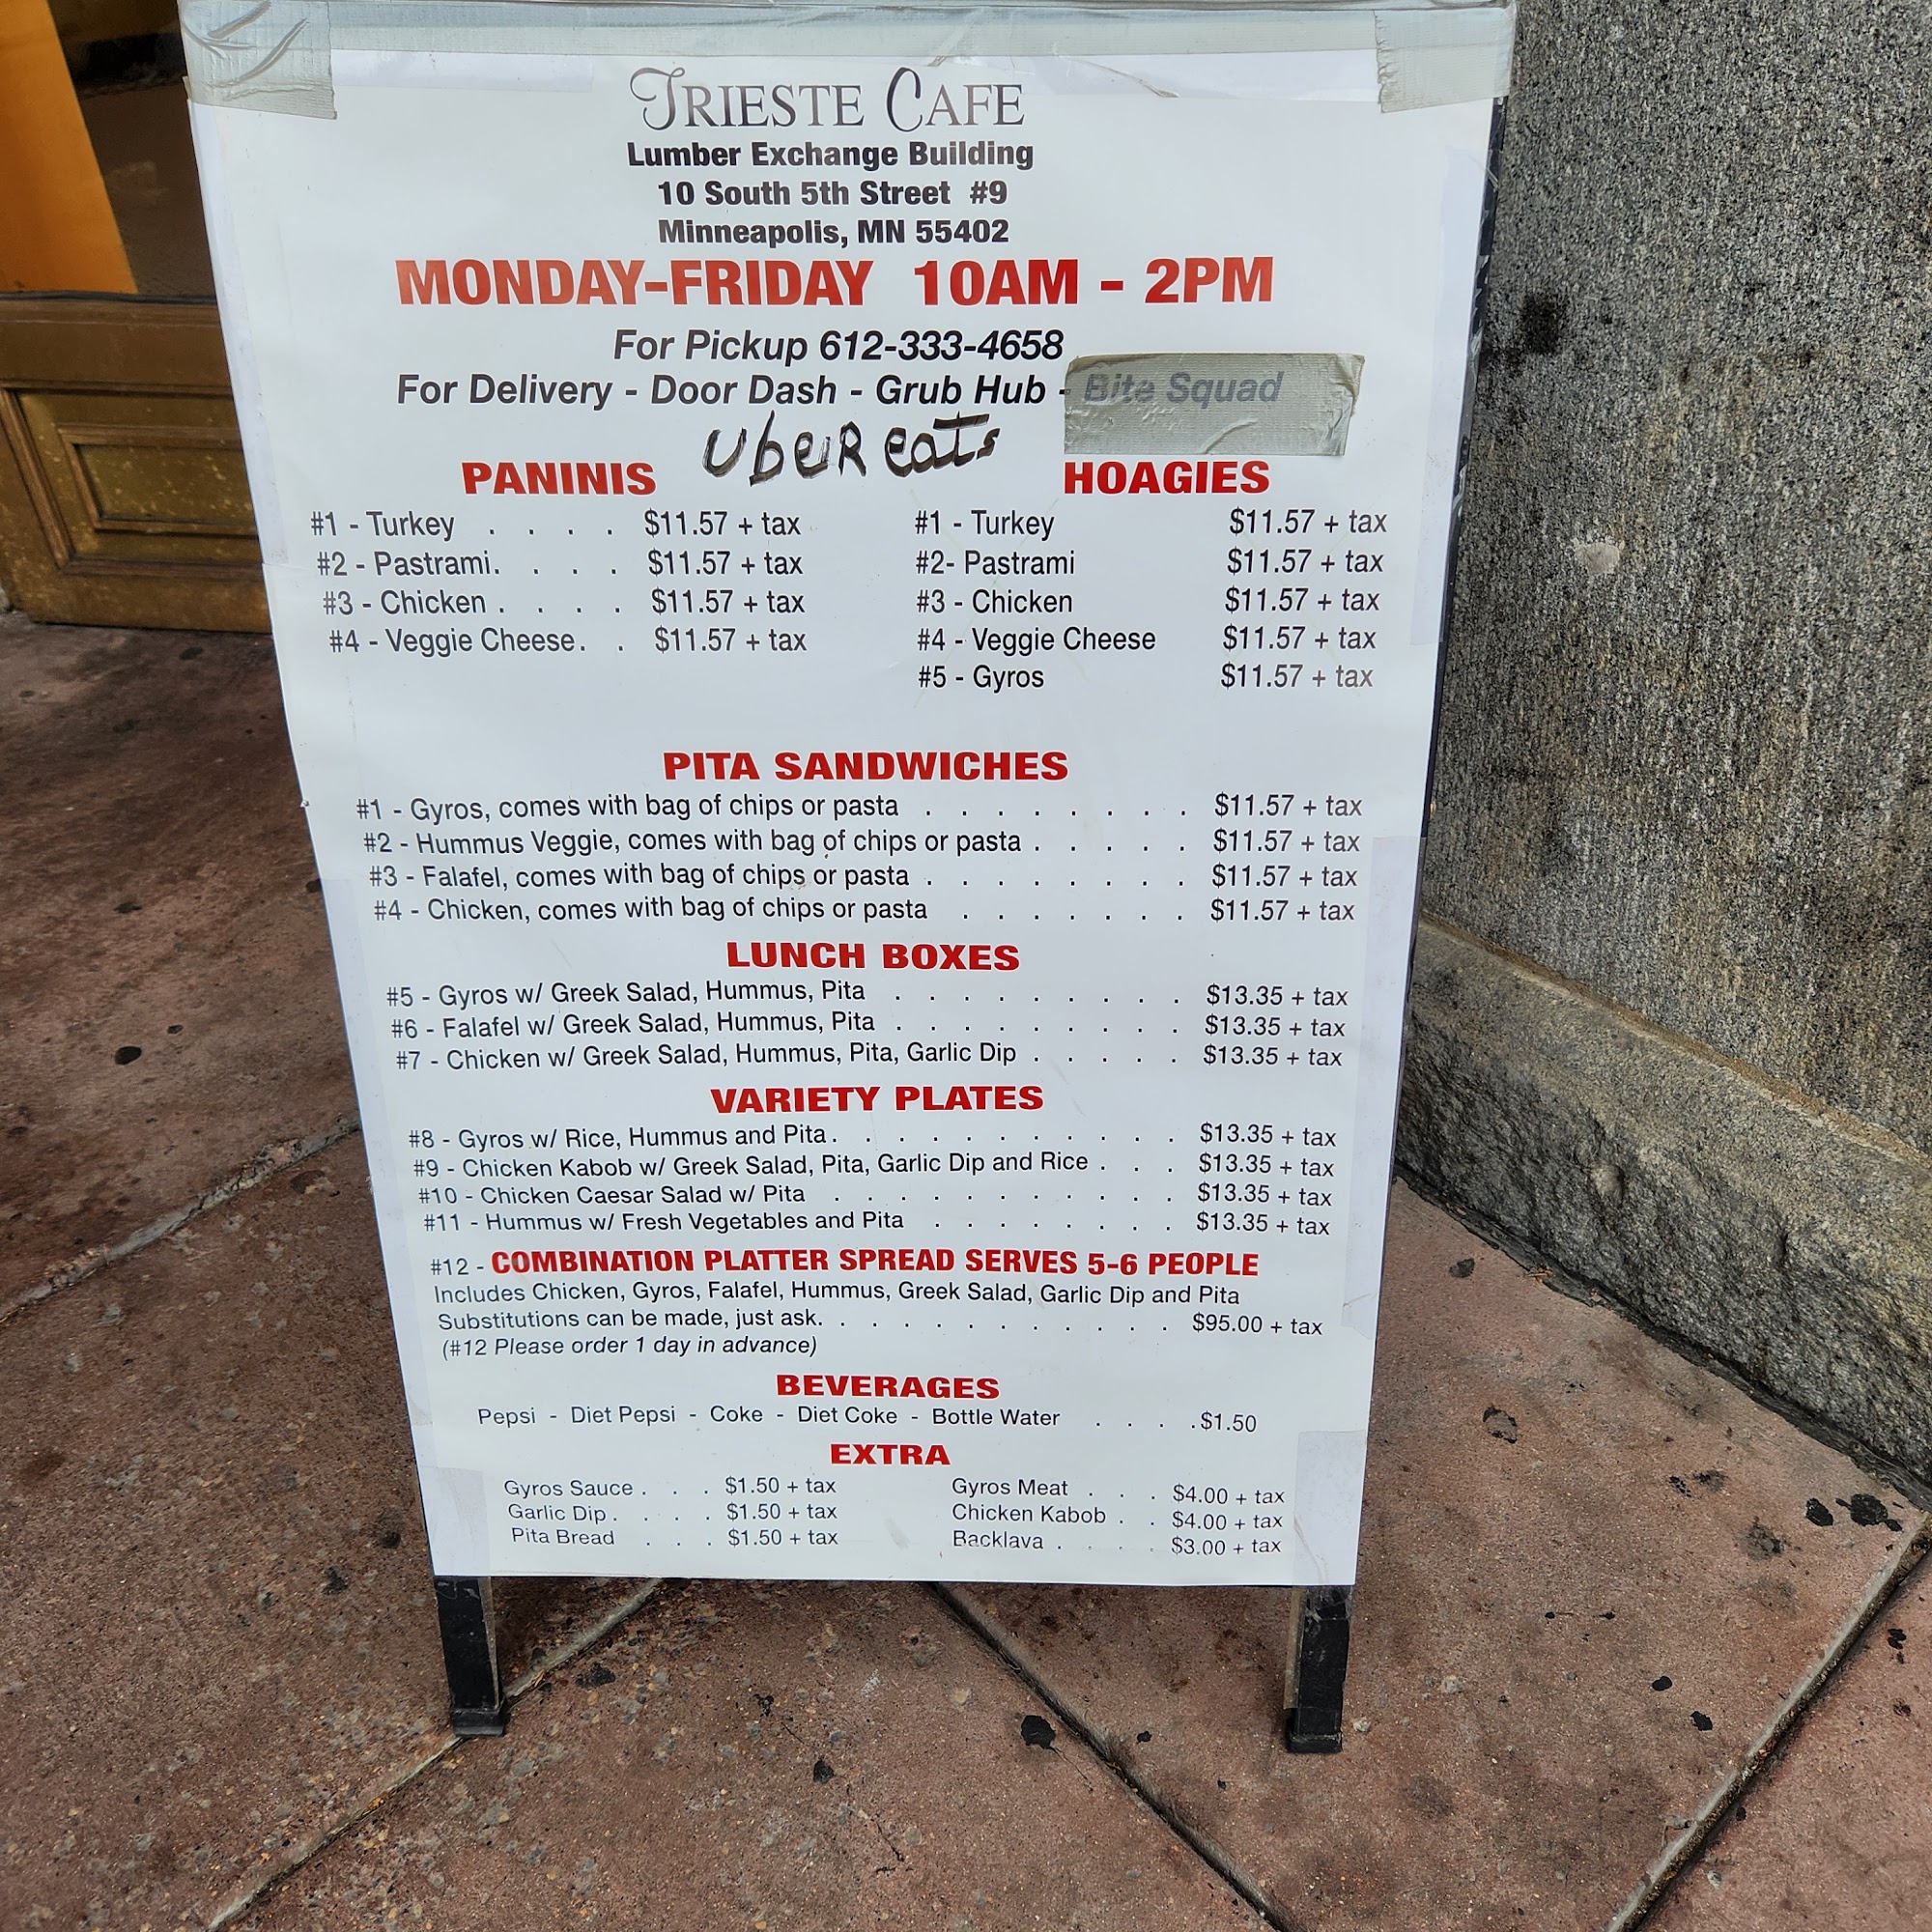 TRIESTE CAFE
Lumber Exchange Building
10 South 5th Street #9
Minneapolis, MN 55402
MONDAY-FRIDAY 10AM - 2PM
For Pickup 612-333-4658
For Delivery - Door Dash - Grub Hub - Bite Squad
UbeR eats
PANINIS
#1 - Turkey . . . . $11.57 + tax
#2 - Pastrami. . . . $11.57 + tax
#3 - Chicken . . . . $11.57 + tax
#4 - Veggie Cheese. . $11.57 + tax
HOAGIES
#1 - Turkey $11.57 + tax
#2- Pastrami $11.57 + tax
#3 - Chicken $11.57 + tax
#4 - Veggie Cheese $11.57 + tax
#5 - Gyros $11.57 + tax
PITA SANDWICHES
#1 - Gyros, comes with bag of chips or pasta . . . . . . . . $11.57 + tax
#2 - Hummus Veggie, comes with bag of chips or pasta . . . . . $11.57 + tax
#3 - Falafel, comes with bag of chips or pasta . . . . . . . . $11.57 + tax
#4 - Chicken, comes with bag of chips or pasta . . . . . . . $11.57 + tax
LUNCH BOXES
#5 - Gyros w/ Greek Salad, Hummus, Pita . . . . . . . . . $13.35 + tax
#6 - Falafel w/ Greek Salad, Hummus, Pita . . . . . . . . . $13.35 + tax
#7 - Chicken w/ Greek Salad, Hummus, Pita, Garlic Dip . . . . . $13.35 + tax
VARIETY PLATES
#8 - Gyros w/ Rice, Hummus and Pita. . . . . . . . . . . $13.35 + tax
#9 - Chicken Kabob w/ Greek Salad, Pita, Garlic Dip and Rice . . . $13.35 + tax
#10 - Chicken Caesar Salad w/ Pita . . . . . . . . . . . $13.35 + tax
#11 - Hummus w/ Fresh Vegetables and Pita . . . . . . . . $13.35 + tax
#12 - COMBINATION PLATTER SPREAD SERVES 5-6 PEOPLE
Includes Chicken, Gyros, Falafel, Hummus, Greek Salad, Garlic Dip and Pita
Substitutions can be made, just ask. . . . . . . . . . . . $95.00 + tax
(#12 Please order 1 day in advance)
BEVERAGES
Pepsi - Diet Pepsi - Coke - Diet Coke - Bottle Water . . . . $1.50
EXTRA
Gyros Sauce . . . $1.50 + tax
Garlic Dip . . . . $1.50 + tax
Pita Bread . . . $1.50 + tax
Gyros Meat . . . $4.00 + tax
Chicken Kabob . . $4.00 + tax
Backlava . . . . $3.00 + tax